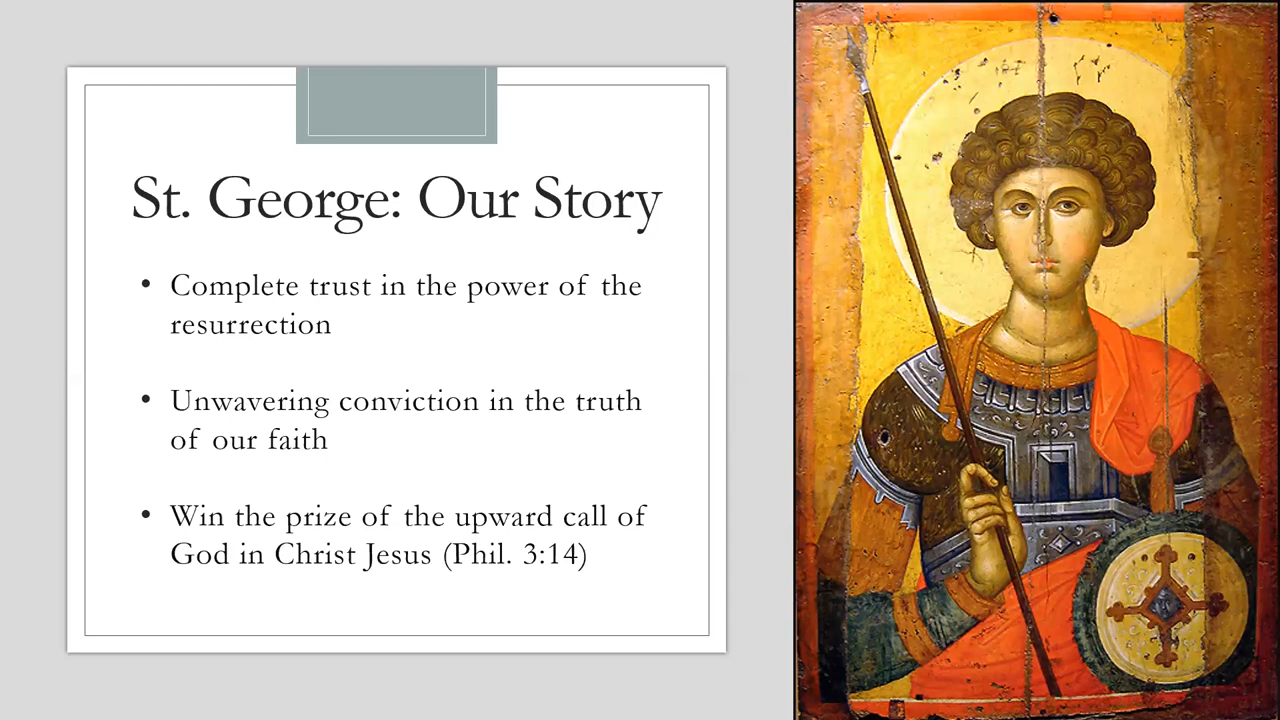 St. George: Our Story
• Complete trust in the power of the
resurrection
• Unwavering conviction in the truth
of our faith
• Win the prize of the upward call of
God in Christ Jesus (Phil. 3:14)